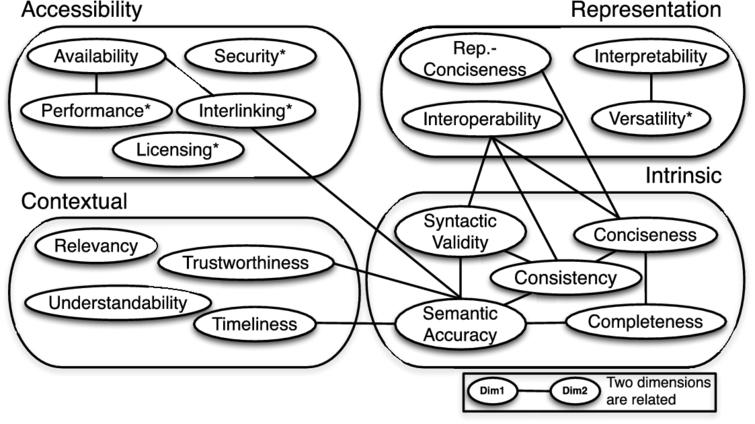 Accessibility
Availability
Security*
Performance*
Interlinking*
Licensing*
Representation
Rep.-
Conciseness
Interpretability
Interoperability
Versatility*
Contextual
Relevancy
Trustworthiness
Understandability
Timeliness
Intrinsic
Syntactic
Validity
Conciseness
Consistency
Semantic
Accuracy
Completeness
Dim1
Dim2
Two dimensions
are related